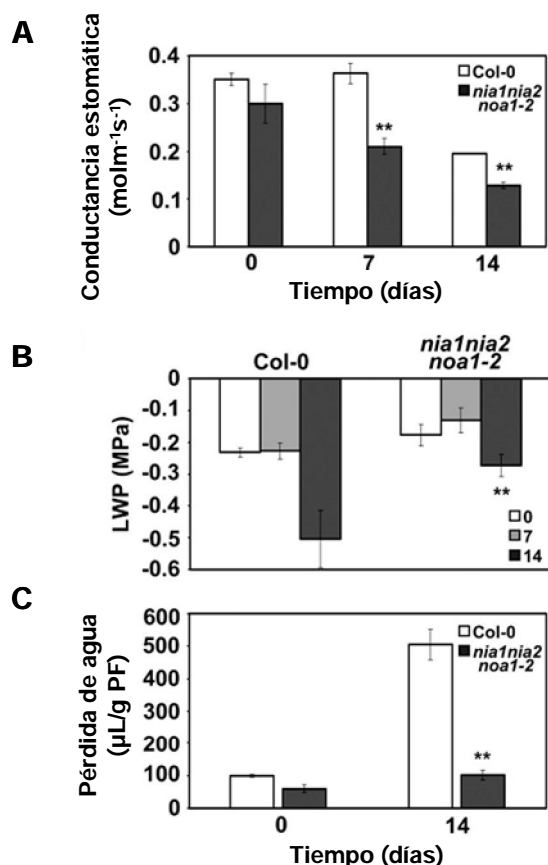 A
Conductancia estomática
(molm⁻¹s⁻¹)
0.4
0.3
0.2
0.1
0
Col-0
nia1nia2
noa1-2
**
**
0 7 14
Tiempo (días)
B
Col-0
nia1nia2
noa1-2
LWP (MPa)
0
-0.1
-0.2
-0.3
-0.4
-0.5
-0.6
**
0
7
14
C
Pérdida de agua
(µL/g PF)
600
500
400
300
200
100
0
Col-0
nia1nia2
noa1-2
**
0 14
Tiempo (días)